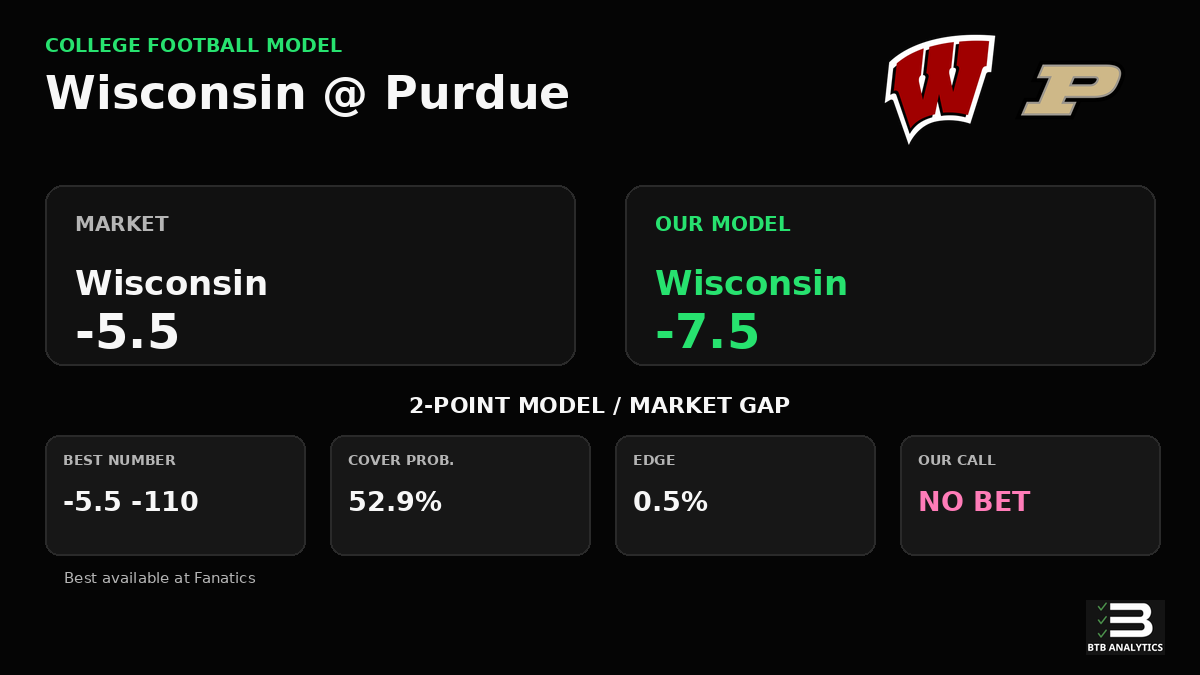 COLLEGE FOOTBALL MODEL
Wisconsin @ Purdue
W
P
MARKET
Wisconsin
-5.5
OUR MODEL
Wisconsin
-7.5
2-POINT MODEL / MARKET GAP
BEST NUMBER
-5.5 -110
COVER PROB.
52.9%
EDGE
0.5%
OUR CALL
NO BET
Best available at Fanatics
B
BTB ANALYTICS